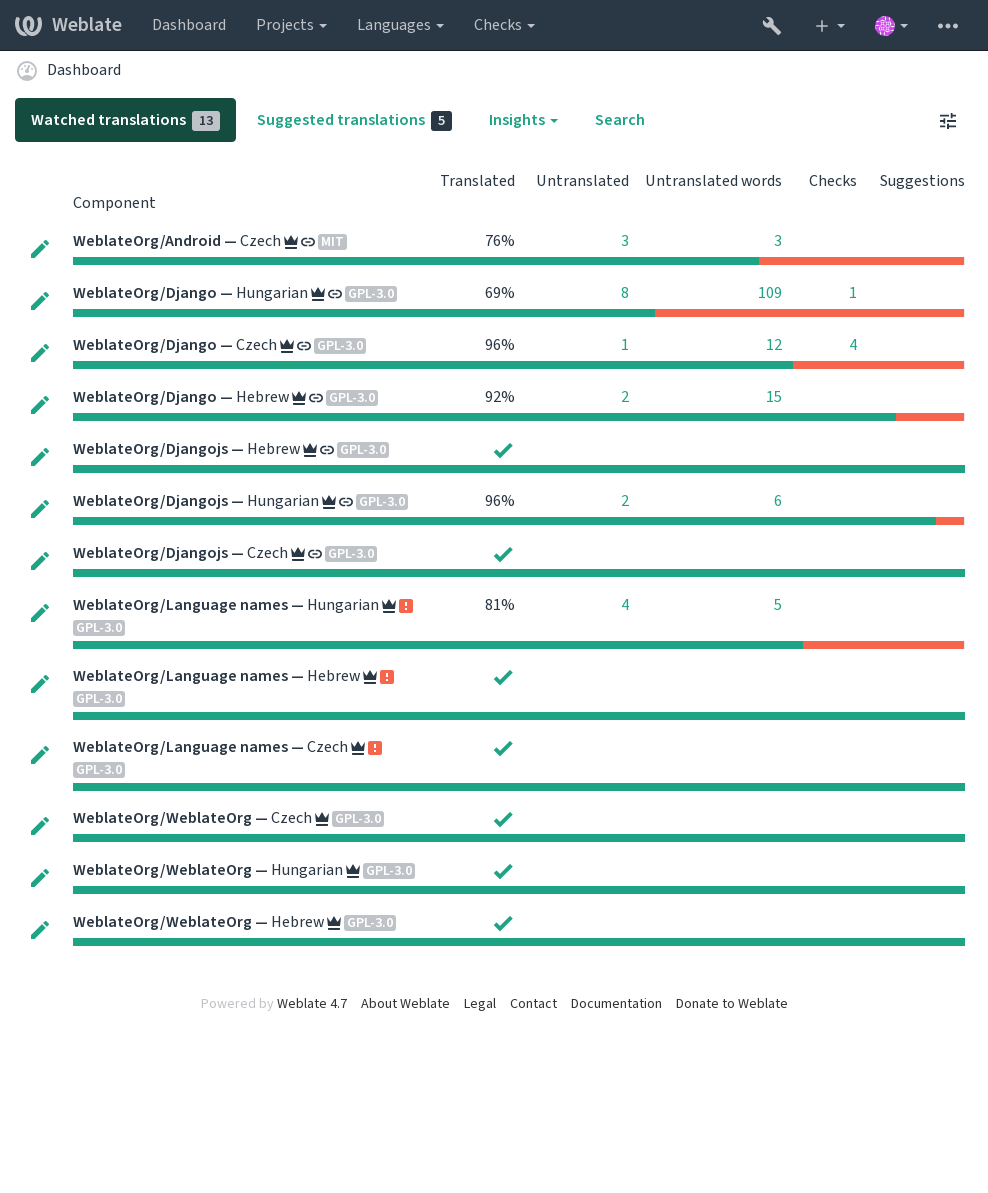 Weblate Dashboard Projects Languages Checks
Dashboard
Watched translations 13 Suggested translations 5 Insights Search
Translated Untranslated Untranslated words Checks Suggestions
Component
WeblateOrg/Android — Czech MIT 76% 3 3
WeblateOrg/Django — Hungarian GPL-3.0 69% 8 109 1
WeblateOrg/Django — Czech GPL-3.0 96% 1 12 4
WeblateOrg/Django — Hebrew GPL-3.0 92% 2 15
WeblateOrg/Djangojs — Hebrew GPL-3.0
WeblateOrg/Djangojs — Hungarian GPL-3.0 96% 2 6
WeblateOrg/Djangojs — Czech GPL-3.0
WeblateOrg/Language names — Hungarian 81% 4 5
GPL-3.0
WeblateOrg/Language names — Hebrew
GPL-3.0
WeblateOrg/Language names — Czech
GPL-3.0
WeblateOrg/WeblateOrg — Czech GPL-3.0
WeblateOrg/WeblateOrg — Hungarian GPL-3.0
WeblateOrg/WeblateOrg — Hebrew GPL-3.0
Powered by Weblate 4.7 About Weblate Legal Contact Documentation Donate to Weblate